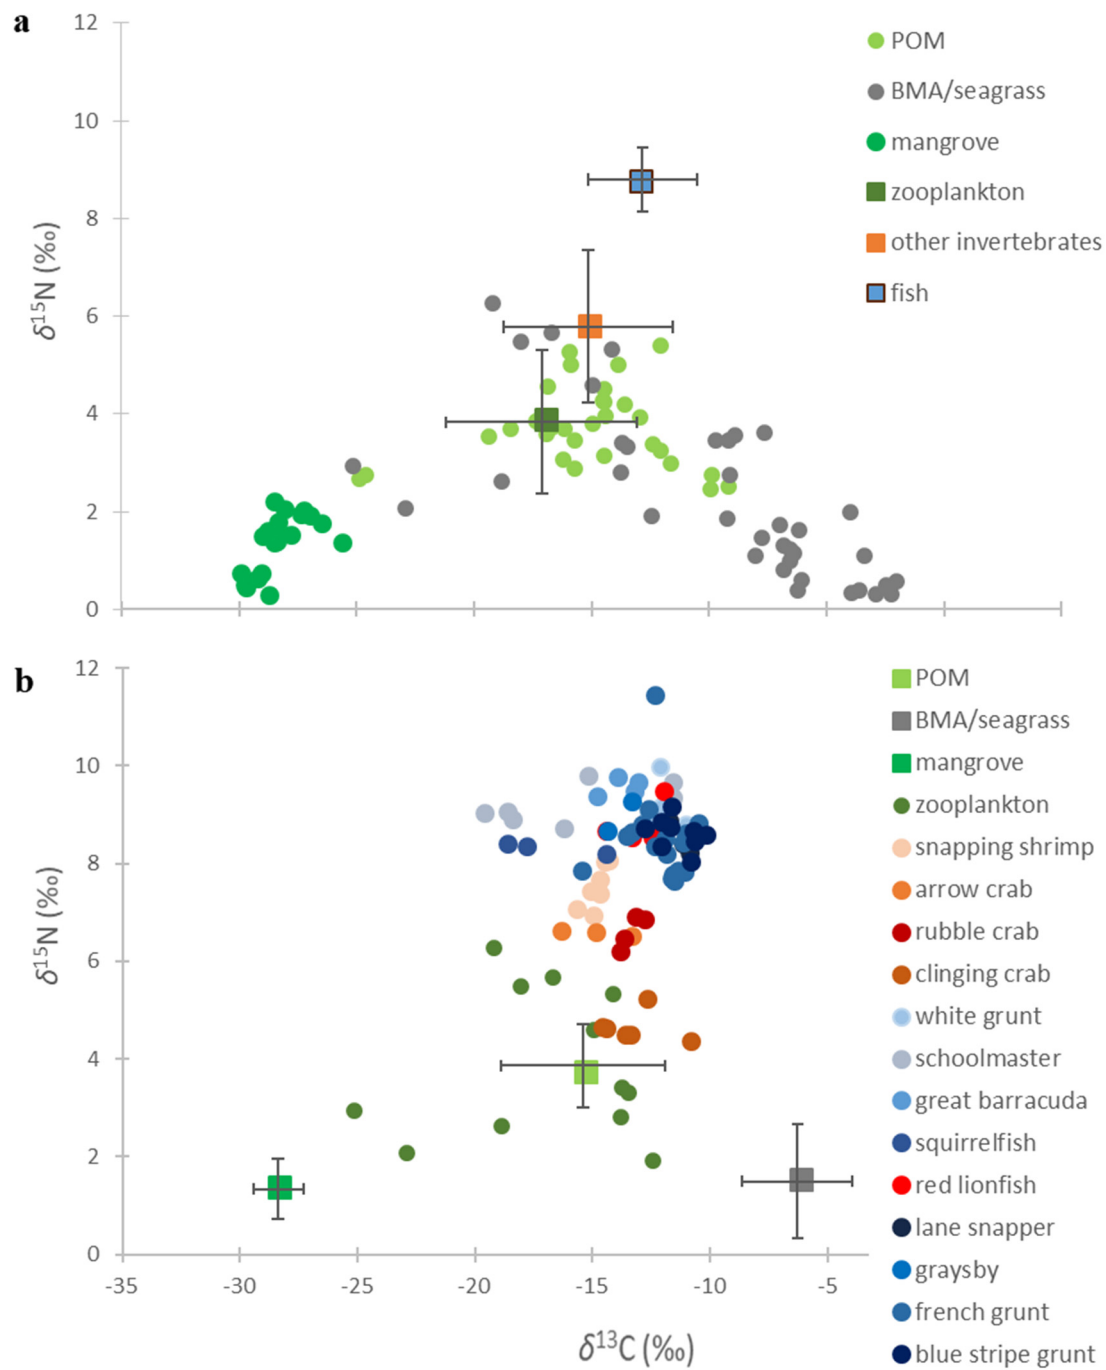 a
12
10
8
6
4
2
0
δ15N (‰)
-35
-30
-25
-20
-15
-10
-5
POM
BMA/seagrass
mangrove
zooplankton
other invertebrates
fish
b
12
10
8
6
4
2
0
δ15N (‰)
POM
BMA/seagrass
mangrove
zooplankton
snapping shrimp
arrow crab
rubble crab
clinging crab
white grunt
schoolmaster
great barracuda
squirrelfish
red lionfish
lane snapper
graysby
french grunt
blue stripe grunt
δ13C (‰)